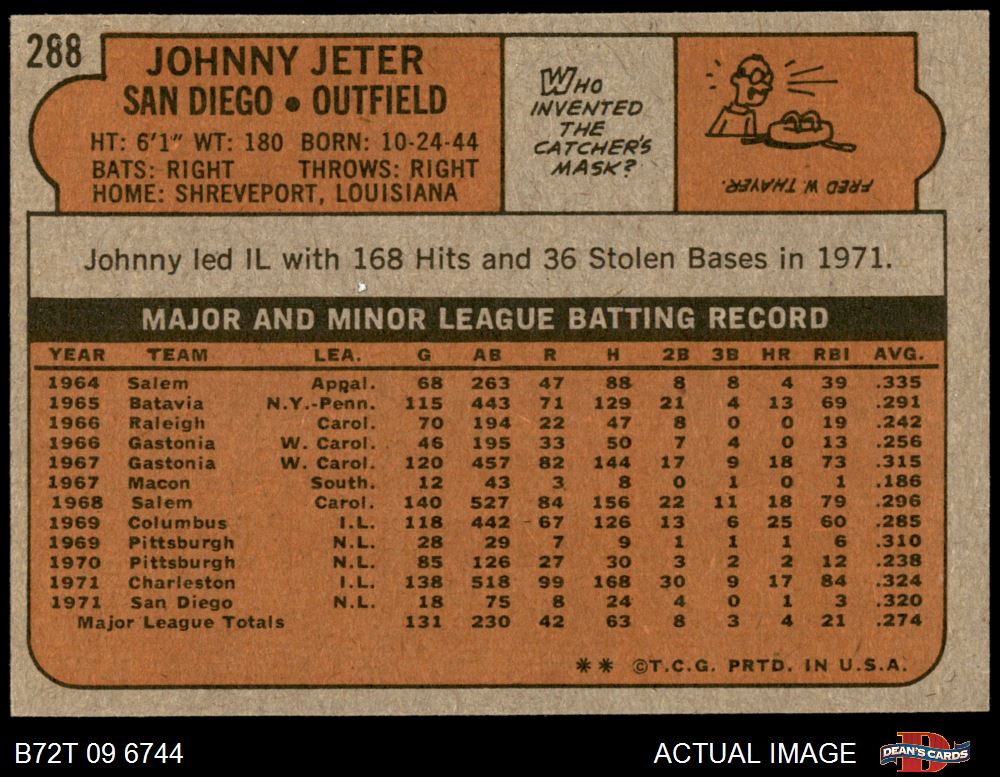 288
JOHNNY JETER
SAN DIEGO • OUTFIELD
HT: 6'1" WT: 180 BORN: 10-24-44
BATS: RIGHT THROWS: RIGHT
HOME: SHREVEPORT, LOUISIANA
WHO
INVENTED
THE
CATCHER'S
MASK?
FRED W. THAYER.
Johnny led IL with 168 Hits and 36 Stolen Bases in 1971.
MAJOR AND MINOR LEAGUE BATTING RECORD
YEAR TEAM LEA. G AB R H 2B 3B HR RBI AVG.
1964 Salem Appal. 68 263 47 88 8 8 4 39 .335
1965 Batavia N.Y.-Penn. 115 443 71 129 21 4 13 69 .291
1966 Raleigh Carol. 70 194 22 47 8 0 0 19 .242
1966 Gastonia W. Carol. 46 195 33 50 7 4 0 13 .256
1967 Gastonia W. Carol. 120 457 82 144 17 9 18 73 .315
1967 Macon South. 12 43 3 8 0 1 0 1 .186
1968 Salem Carol. 140 527 84 156 22 11 18 79 .296
1969 Columbus I.L. 118 442 67 126 13 6 25 60 .285
1969 Pittsburgh N.L. 28 29 7 9 1 1 1 6 .310
1970 Pittsburgh N.L. 85 126 27 30 3 2 2 12 .238
1971 Charleston I.L. 138 518 99 168 30 9 17 84 .324
1971 San Diego N.L. 18 75 8 24 4 0 1 3 .320
Major League Totals 131 230 42 63 8 3 4 21 .274
** ©T.C.G. PRTD. IN U.S.A.
B72T 09 6744
ACTUAL IMAGE
DEAN'S CARDS